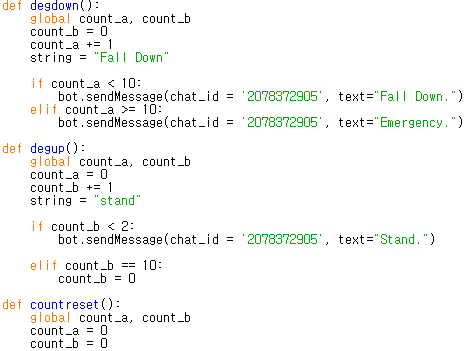 def degdown():
    global count_a, count_b
    count_b = 0
    count_a += 1
    string = "Fall Down"

    if count_a < 10:
        bot.sendMessage(chat_id = '2078372905', text="Fall Down.")
    elif count_a >= 10:
        bot.sendMessage(chat_id = '2078372905', text="Emergency.")

def degup():
    global count_a, count_b
    count_a = 0
    count_b += 1
    string = "stand"

    if count_b < 2:
        bot.sendMessage(chat_id = '2078372905', text="Stand.")

    elif count_b == 10:
        count_b = 0

def countreset():
    global count_a, count_b
    count_a = 0
    count_b = 0